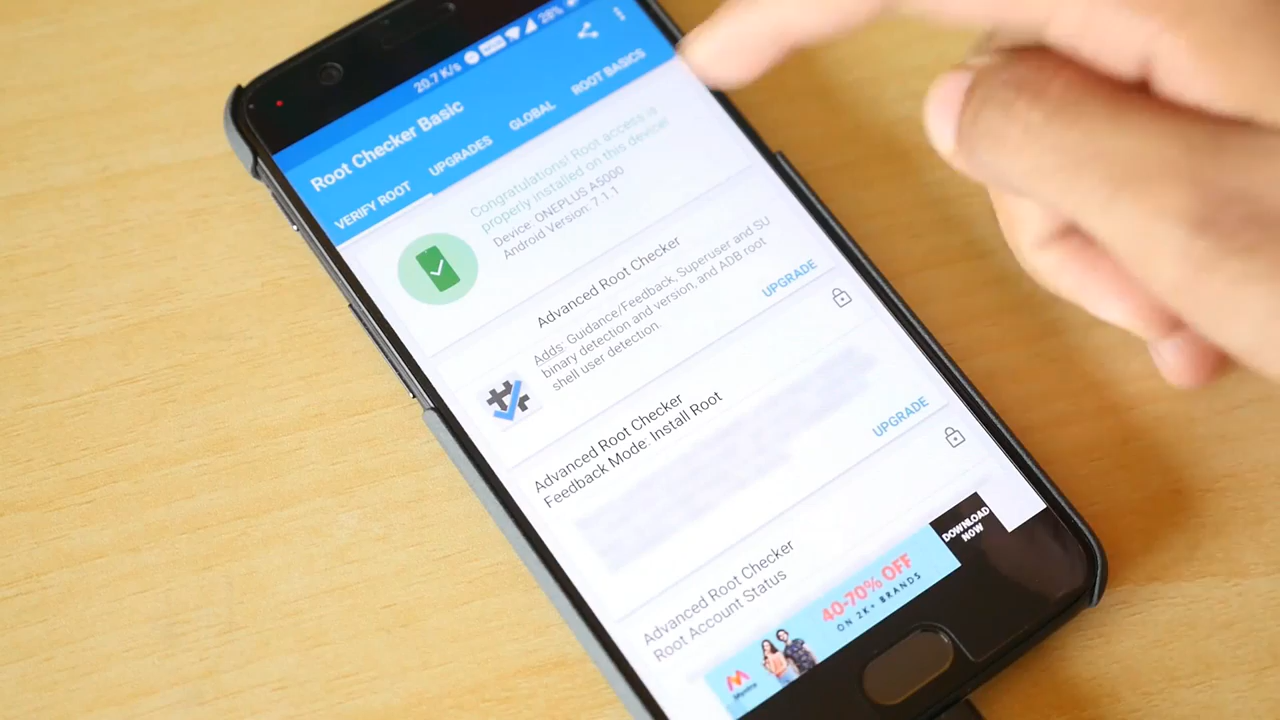 20.7 K/s
28%
Root Checker Basic
VERIFY ROOT
UPGRADES
GLOBAL
ROOT BASICS
Congratulations! Root access is
properly installed on this device!
Device: ONEPLUS A5000
Android Version: 7.1.1
Advanced Root Checker
Adds: Guidance/Feedback, Superuser and SU
binary detection and version, and ADB root
shell user detection.
UPGRADE
Advanced Root Checker
Feedback Mode: Install Root
UPGRADE
Advanced Root Checker
Root Account Status
Myntra
40-70% OFF
ON 2K+ BRANDS
DOWNLOAD
NOW